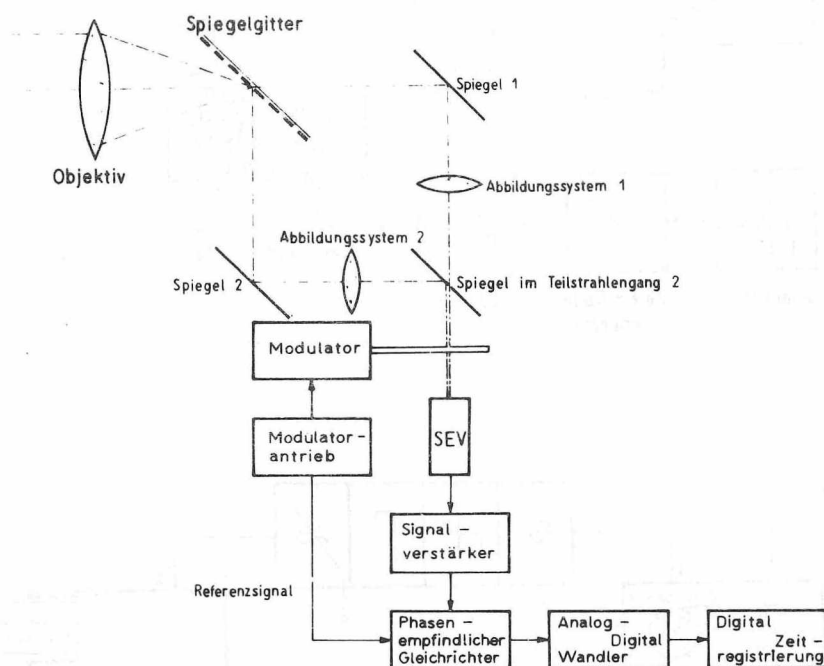 Spiegelgitter
Objektiv
Spiegel 1
Abbildungssystem 1
Abbildungssystem 2
Spiegel 2
Spiegel im Teilstrahlengang 2
Modulator
Modulator-
antrieb
SEV
Signal -
verstärker
Referenzsignal
Phasen -
empfindlicher
Gleichrichter
Analog -
Digital
Wandler
Digital
Zeit -
registrierung